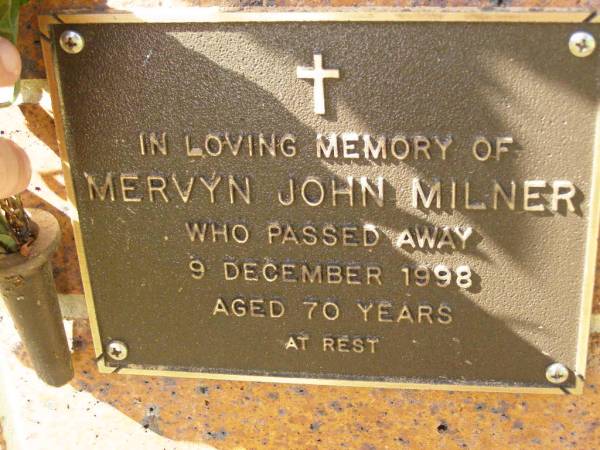 IN LOVING MEMORY OF
MERVYN JOHN MILNER
WHO PASSED AWAY
9 DECEMBER 1998
AGED 70 YEARS
AT REST